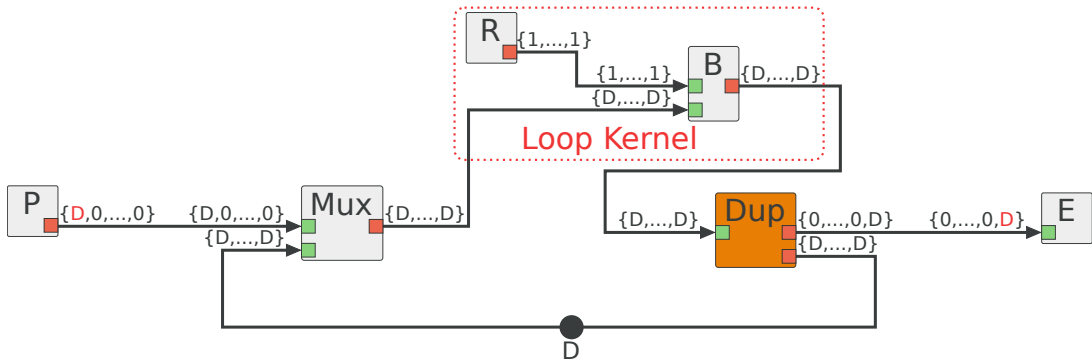 R
{1,...,1}
B
{1,...,1}
{D,...,D}
{D,...,D}
Loop Kernel
P
{D,0,...,0}
{D,0,...,0}
Mux
{D,...,D}
{D,...,D}
{D,...,D}
Dup
{0,...,0,D}
{0,...,0,D}
E
{D,...,D}
D